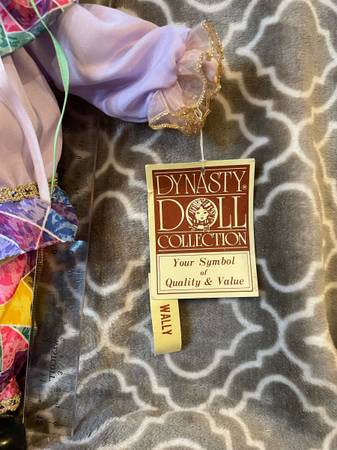 DYNASTY®
DOLL
COLLECTION
Your Symbol
of
Quality & Value
WALLY